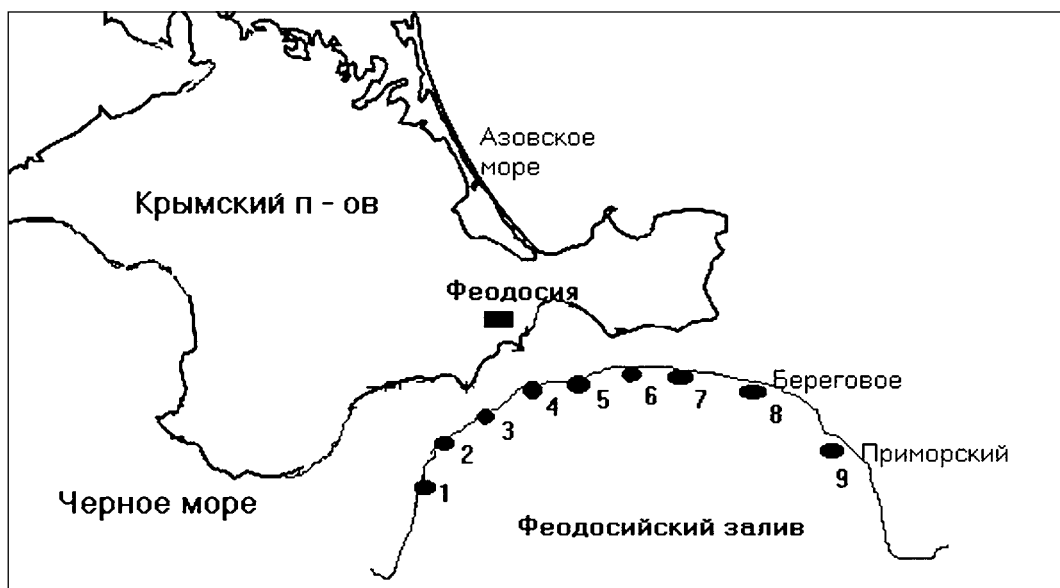 Азовское
море
Крымский п - ов
Феодосия
Береговое
Приморский
Черное море
Феодосийский залив
1
2
3
4
5
6
7
8
9